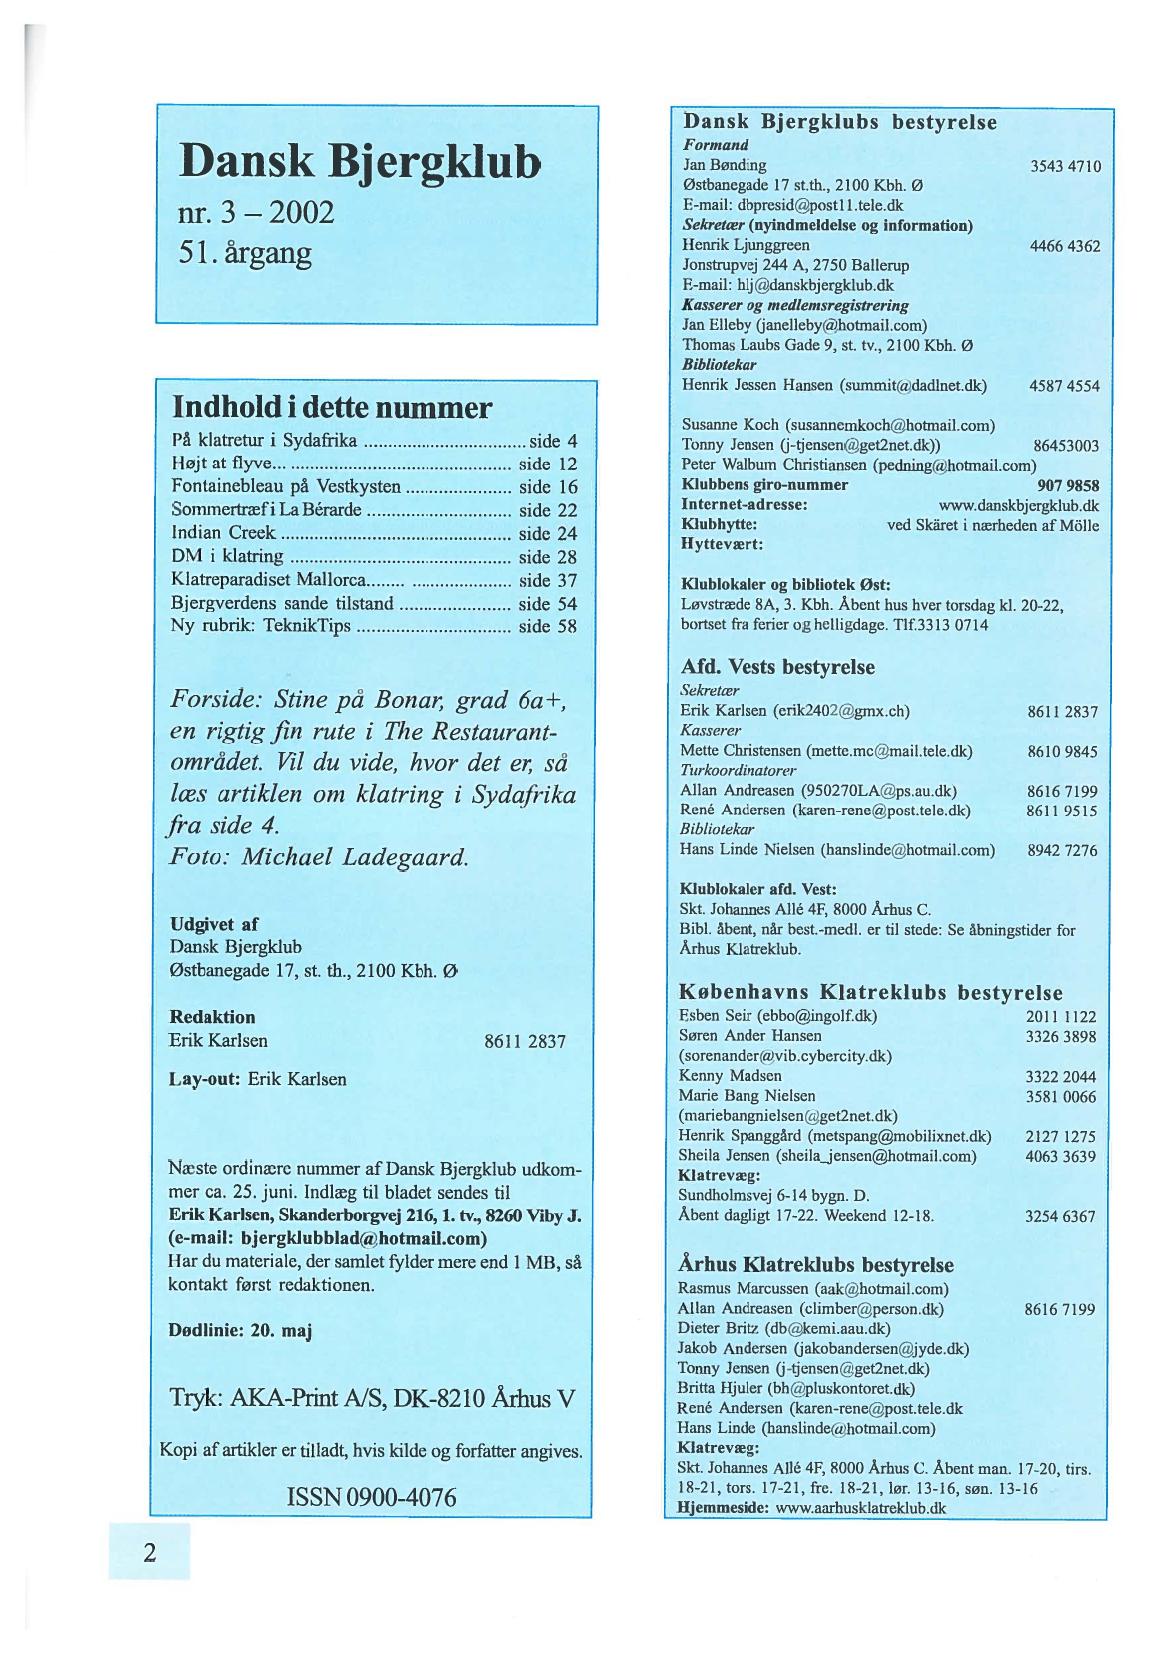 Dansk Bjergklub
nr. 3 – 2002
51. årgang
Indhold i dette nummer
På klatretur i Sydafrika .................................. side 4
Højt at flyve... .............................................. side 12
Fontainebleau på Vestkysten ...................... side 16
Sommertræf i La Bérarde .............................. side 22
Indian Creek ................................................ side 24
DM i klatring .............................................. side 28
Klatreparadiset Mallorca........ ..................... side 37
Bjergverdens sande tilstand ....................... side 54
Ny rubrik: TeknikTips ................................ side 58
Forside: Stine på Bonar, grad 6a+,
en rigtig fin rute i The Restaurant-
området. Vil du vide, hvor det er, så
læs artiklen om klatring i Sydafrika
fra side 4.
Foto: Michael Ladegaard.
Udgivet af
Dansk Bjergklub
Østbanegade 17, st. th., 2100 Kbh. Ø
Redaktion
Erik Karlsen 8611 2837
Lay-out: Erik Karlsen
Næste ordinære nummer af Dansk Bjergklub udkom-
mer ca. 25. juni. Indlæg til bladet sendes til
Erik Karlsen, Skanderborgvej 216, 1. tv., 8260 Viby J.
(e-mail: bjergklubblad@hotmail.com)
Har du materiale, der samlet fylder mere end 1 MB, så
kontakt først redaktionen.
Dødlinie: 20. maj
Tryk: AKA-Print A/S, DK-8210 Århus V
Kopi af artikler er tilladt, hvis kilde og forfatter angives.
ISSN 0900-4076
2
Dansk Bjergklubs bestyrelse
Formand
Jan Bønding 3543 4710
Østbanegade 17 st.th., 2100 Kbh. Ø
E-mail: dbpresid@post11.tele.dk
Sekretær (nyindmeldelse og information)
Henrik Ljunggreen 4466 4362
Jonstrupvej 244 A, 2750 Ballerup
E-mail: hlj@danskbjergklub.dk
Kasserer og medlemsregistrering
Jan Elleby (janelleby@hotmail.com)
Thomas Laubs Gade 9, st. tv., 2100 Kbh. Ø
Bibliotekar
Henrik Jessen Hansen (summit@dadlnet.dk) 4587 4554
Susanne Koch (susannemkoch@hotmail.com)
Tonny Jensen (j-tjensen@get2net.dk)) 86453003
Peter Walbum Christiansen (pedning@hotmail.com)
Klubbens giro-nummer 907 9858
Internet-adresse: www.danskbjergklub.dk
Klubhytte: ved Skäret i nærheden af Mölle
Hyttevært:
Klublokaler og bibliotek Øst:
Løvstræde 8A, 3. Kbh. Åbent hus hver torsdag kl. 20-22,
bortset fra ferier og helligdage. Tlf.3313 0714
Afd. Vests bestyrelse
Sekretær
Erik Karlsen (erik2402@gmx.ch) 8611 2837
Kasserer
Mette Christensen (mette.mc@mail.tele.dk) 8610 9845
Turkoordinatorer
Allan Andreasen (950270LA@ps.au.dk) 8616 7199
René Andersen (karen-rene@post.tele.dk) 8611 9515
Bibliotekar
Hans Linde Nielsen (hanslinde@hotmail.com) 8942 7276
Klublokaler afd. Vest:
Skt. Johannes Allé 4F, 8000 Århus C.
Bibl. åbent, når best.-medl. er til stede: Se åbningstider for
Århus Klatreklub.
Københavns Klatreklubs bestyrelse
Esben Seir (ebbo@ingolf.dk) 2011 1122
Søren Ander Hansen 3326 3898
(sorenander@vib.cybercity.dk)
Kenny Madsen 3322 2044
Marie Bang Nielsen 3581 0066
(mariebangnielsen@get2net.dk)
Henrik Spanggård (metspang@mobilixnet.dk) 2127 1275
Sheila Jensen (sheila_jensen@hotmail.com) 4063 3639
Klatrevæg:
Sundholmsvej 6-14 bygn. D.
Åbent dagligt 17-22. Weekend 12-18. 3254 6367
Århus Klatreklubs bestyrelse
Rasmus Marcussen (aak@hotmail.com)
Allan Andreasen (climber@person.dk) 8616 7199
Dieter Britz (db@kemi.aau.dk)
Jakob Andersen (jakobandersen@jyde.dk)
Tonny Jensen (j-tjensen@get2net.dk)
Britta Hjuler (bh@pluskontoret.dk)
René Andersen (karen-rene@post.tele.dk
Hans Linde (hanslinde@hotmail.com)
Klatrevæg:
Skt. Johannes Allé 4F, 8000 Århus C. Åbent man. 17-20, tirs.
18-21, tors. 17-21, fre. 18-21, lør. 13-16, søn. 13-16
Hjemmeside: www.aarhusklatreklub.dk